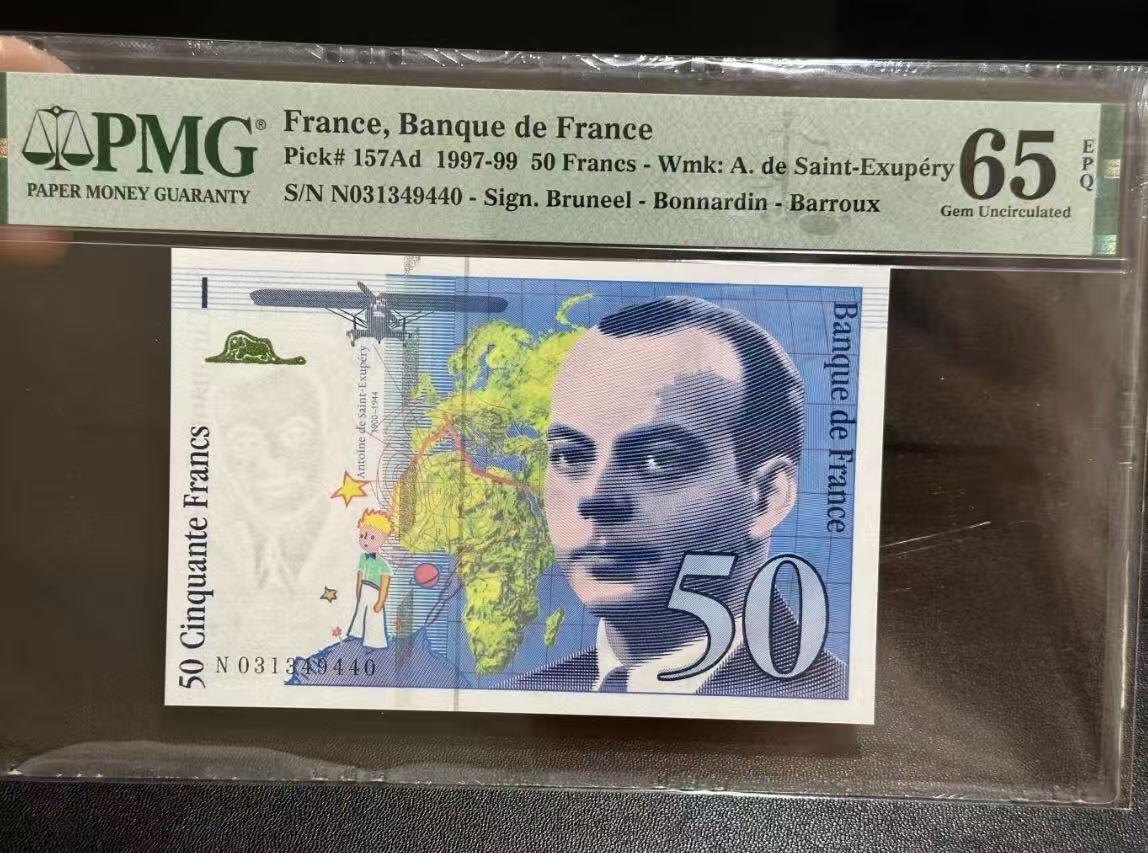 PMG®
PAPER MONEY GUARANTY
France, Banque de France
Pick# 157Ad 1997-99 50 Francs - Wmk: A. de Saint-Exupéry
S/N N031349440 - Sign. Bruneel - Bonnardin - Barroux
65
EPQ
Gem Uncirculated
50 Cinquante Francs
Antoine de Saint-Exupéry
1900-1944
Banque de France
50
N 031349440